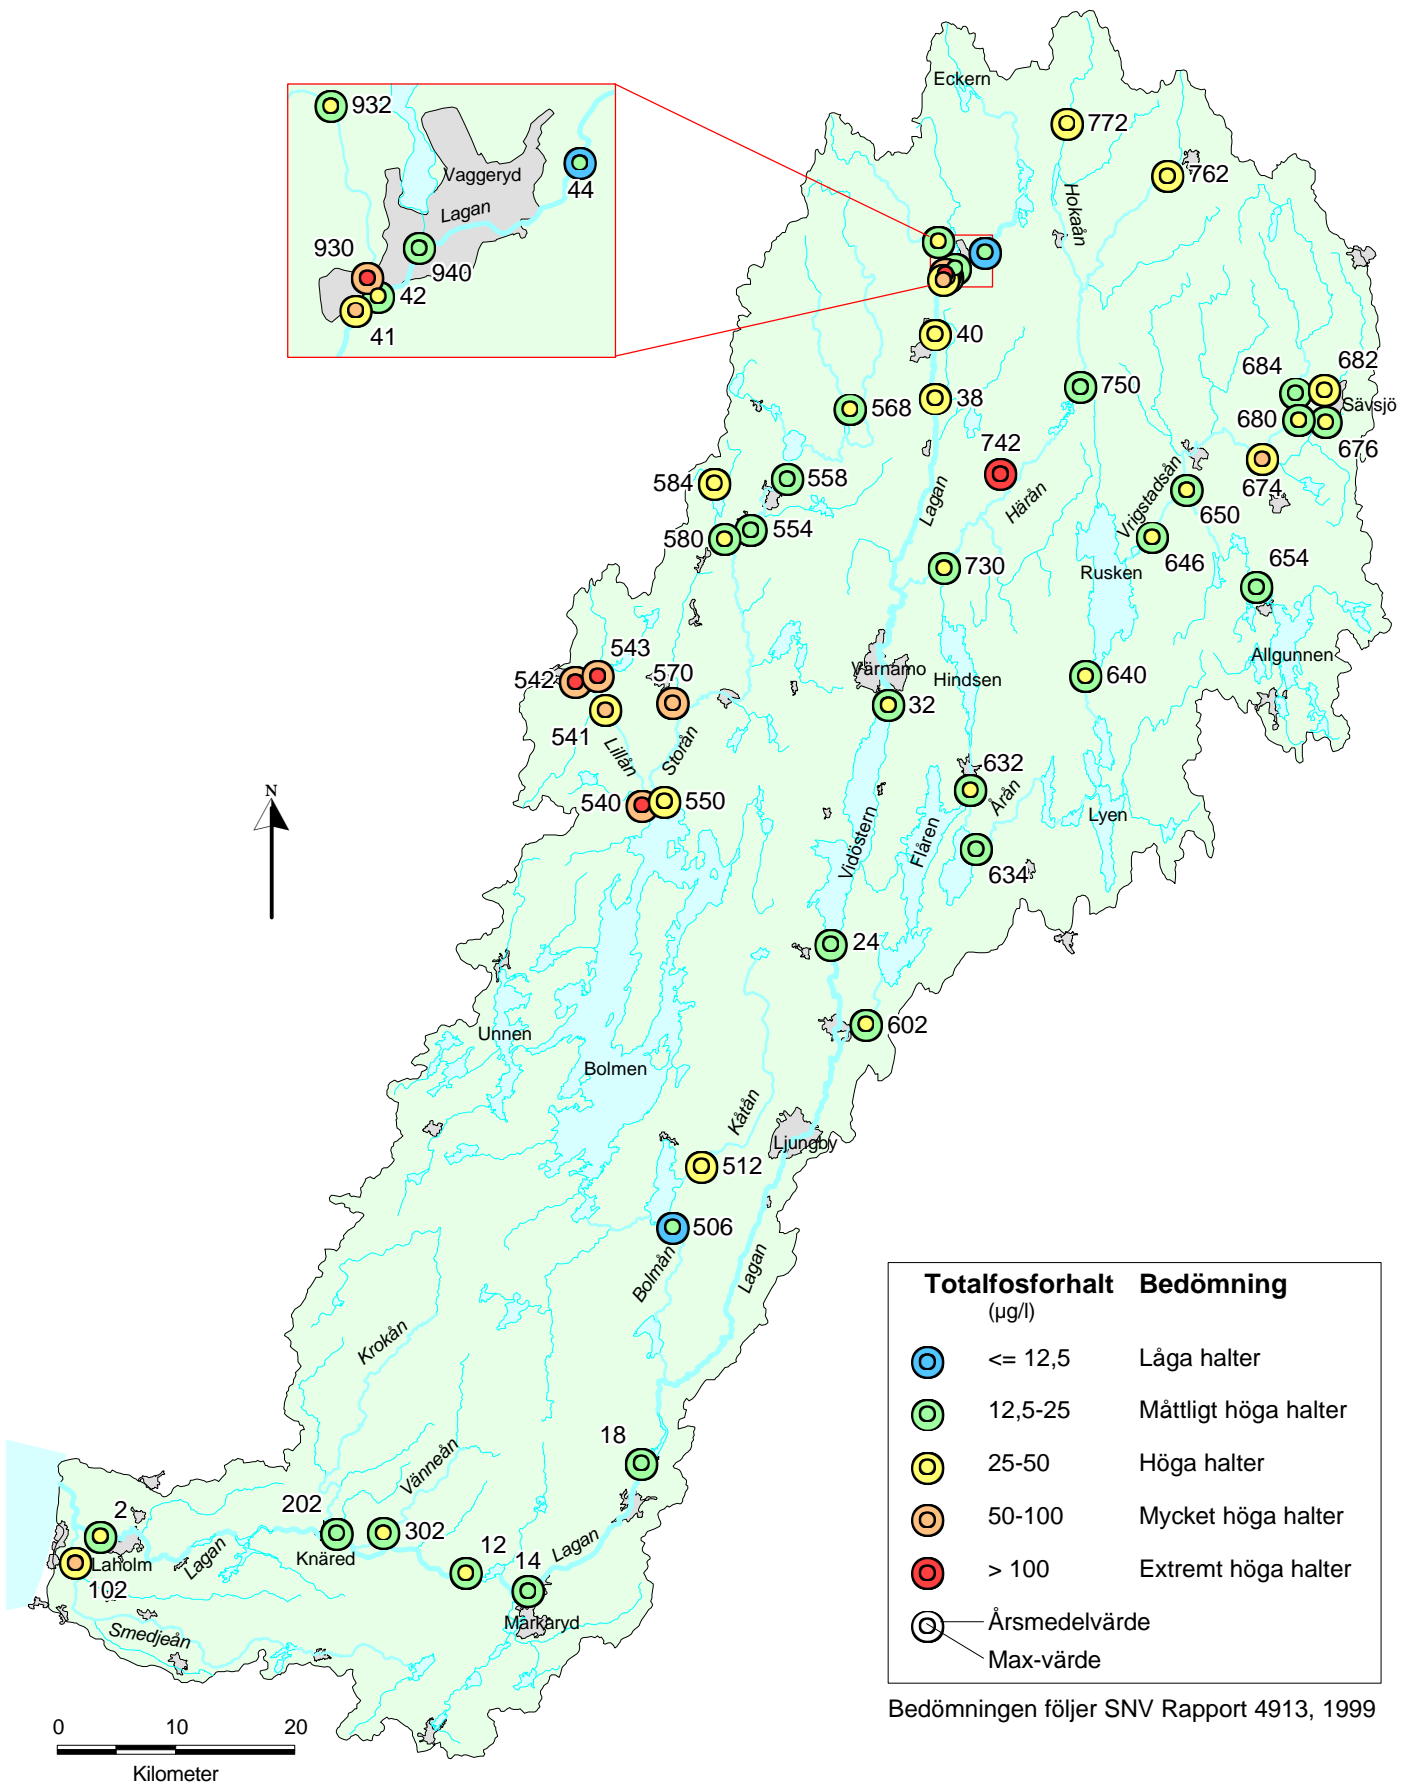 Eckern
932
772
Vaggeryd
44
762
Lagan
Hokaån
930
940
42
41
40
684
682
750
38
568
Sävsjö
680
742
676
584
558
Lagan
Härån
Vrigstadsån
674
650
580
554
646
730
Rusken
654
543
570
Värnamo
Allgunnen
542
Hindsen
640
32
541
Lillån
Storån
632
N
540
550
Årån
Lyen
Vidöstern
Flåren
634
24
Unnen
602
Bolmen
Kåtån
Ljungby
512
506
Bolmån
Lagan
Krokån
18
Vänneån
2
202
302
12
14
Lagan
Lagan
Knäred
Laholm
102
Markaryd
Smedjeån
Totalfosforhalt Bedömning
(µg/l)
<= 12,5 Låga halter
12,5-25 Måttligt höga halter
25-50 Höga halter
50-100 Mycket höga halter
> 100 Extremt höga halter
Årsmedelvärde
Max-värde
Bedömningen följer SNV Rapport 4913, 1999
0 10 20
Kilometer